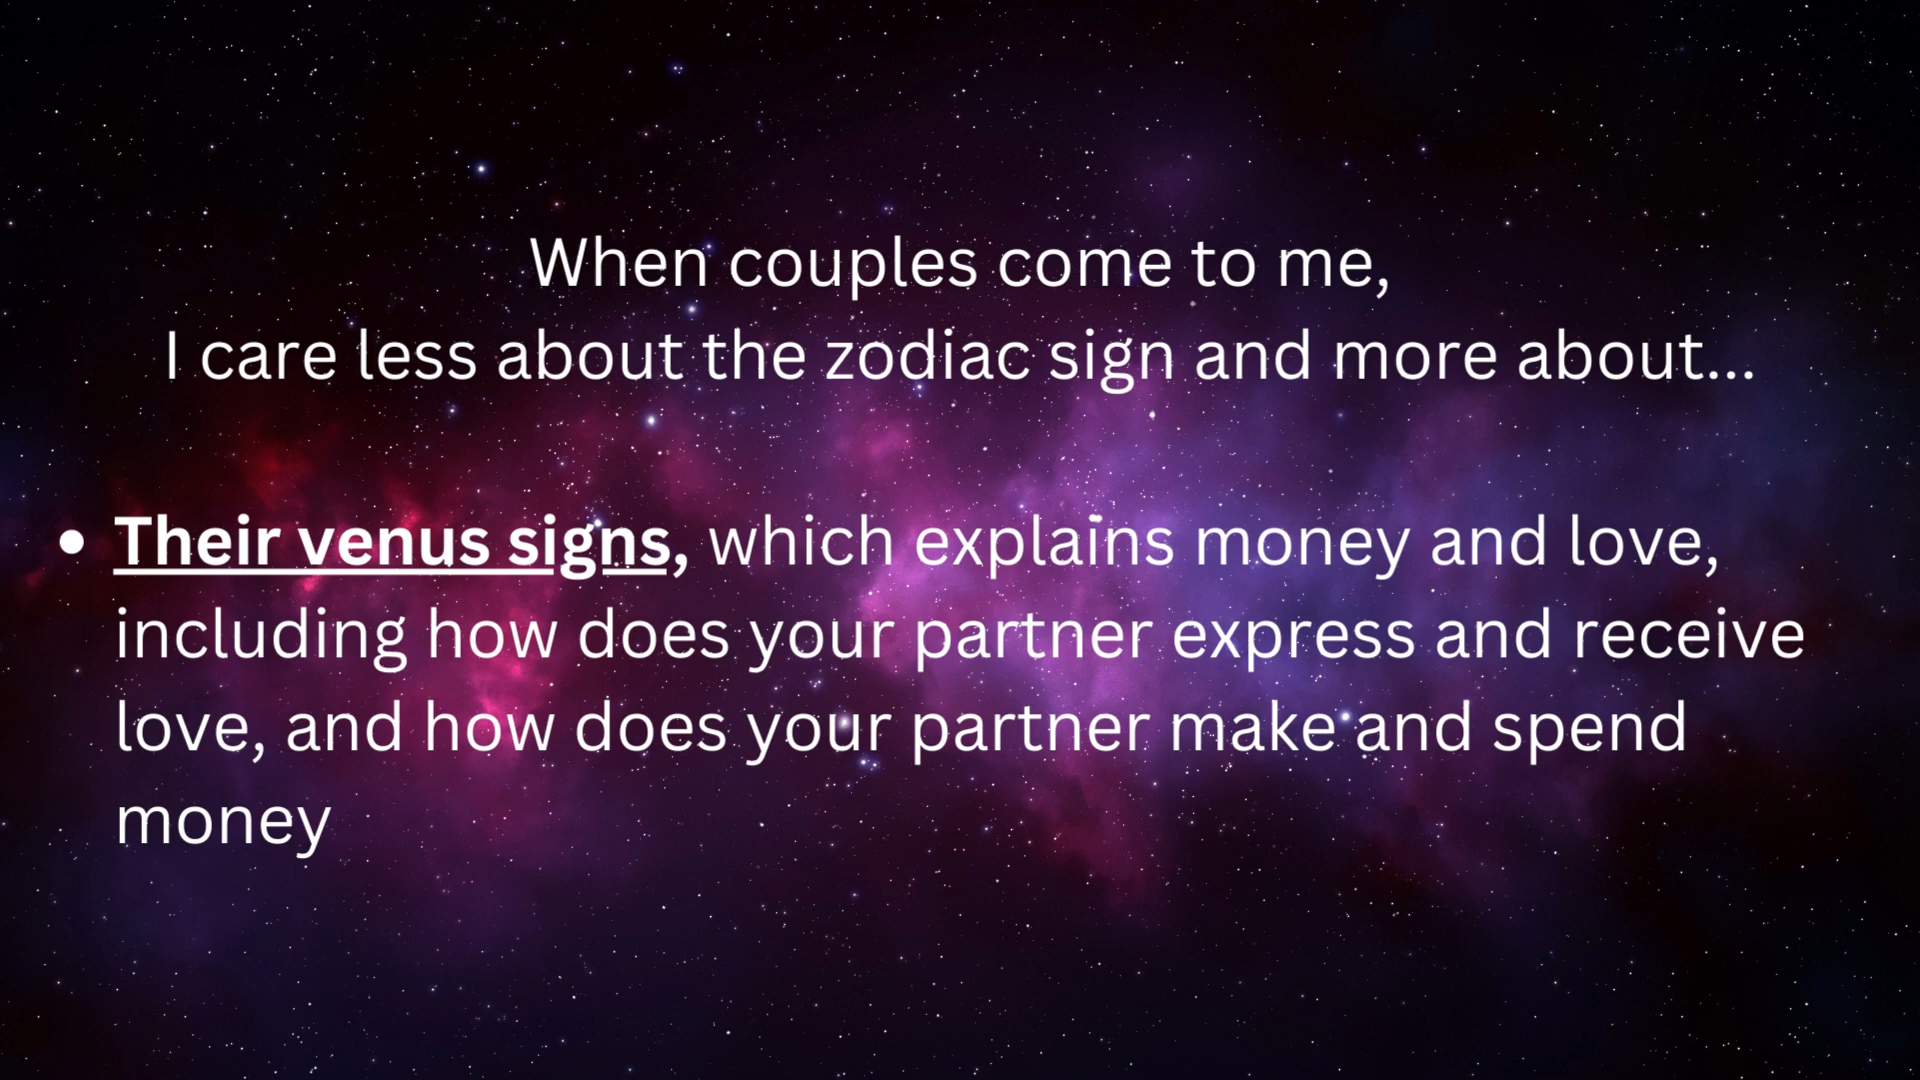 When couples come to me,
I care less about the zodiac sign and more about...
• Their venus signs, which explains money and love,
including how does your partner express and receive
love, and how does your partner make and spend
money